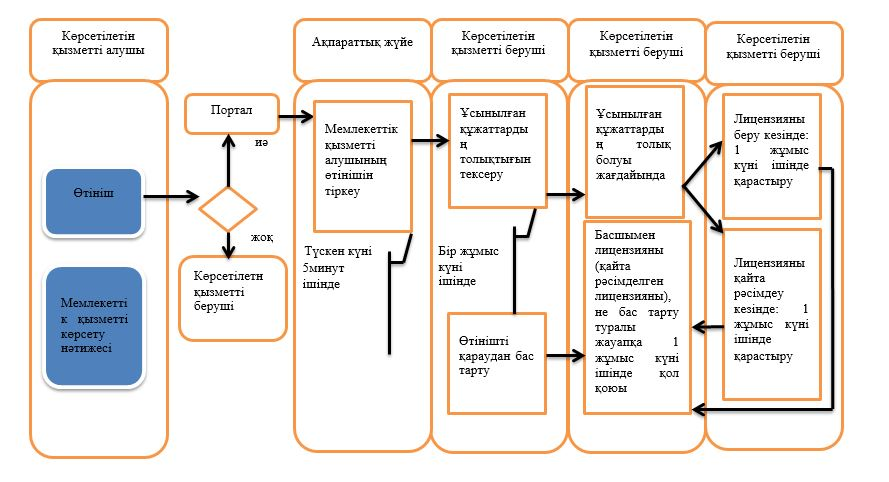 Көрсетілетін
қызметті алушы
Ақпараттық жүйе
Көрсетілетін
қызметті беруші
Көрсетілетін
қызметті беруші
Көрсетілетін
қызметті беруші
Өтініш
Мемлекетті
к қызметті
көрсету
нәтижесі
Портал
иә
жоқ
Көрсетілетн
қызметті
беруші
Мемлекеттік
қызметті
алушының
өтінішін
тіркеу
Түскен күні
5минут
ішінде
Ұсынылған
құжаттарды
ң
толықтығын
тексеру
Бір жұмыс
күні
ішінде
Өтінішті
қараудан бас
тарту
Ұсынылған
құжаттарды
ң толық
болуы
жағдайында
Басшымен
лицензияны
(қайта
рәсімделген
лицензияны),
не бас тарту
туралы
жауапқа 1
жұмыс күні
ішінде қол
қоюы
Лицензияны
беру кезінде:
1 жұмыс
күні ішінде
қарастыру
Лицензияны
қайта
рәсімдеу
кезінде: 1
жұмыс күні
ішінде
қарастыру